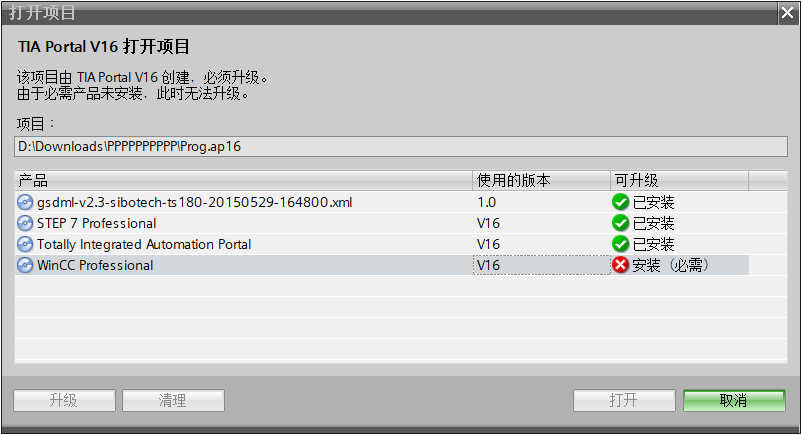 打开项目
TIA Portal V16 打开项目
该项目由 TIA Portal V16 创建，必须升级。
由于必需产品未安装，此时无法升级。
项目：
D:\Downloads\PPPPPPPPPP\Prog.ap16
产品 使用的版本 可升级
gsdml-v2.3-sibotech-ts180-20150529-164800.xml 1.0 已安装
STEP 7 Professional V16 已安装
Totally Integrated Automation Portal V16 已安装
WinCC Professional V16 安装（必需）
升级 清理 打开 取消